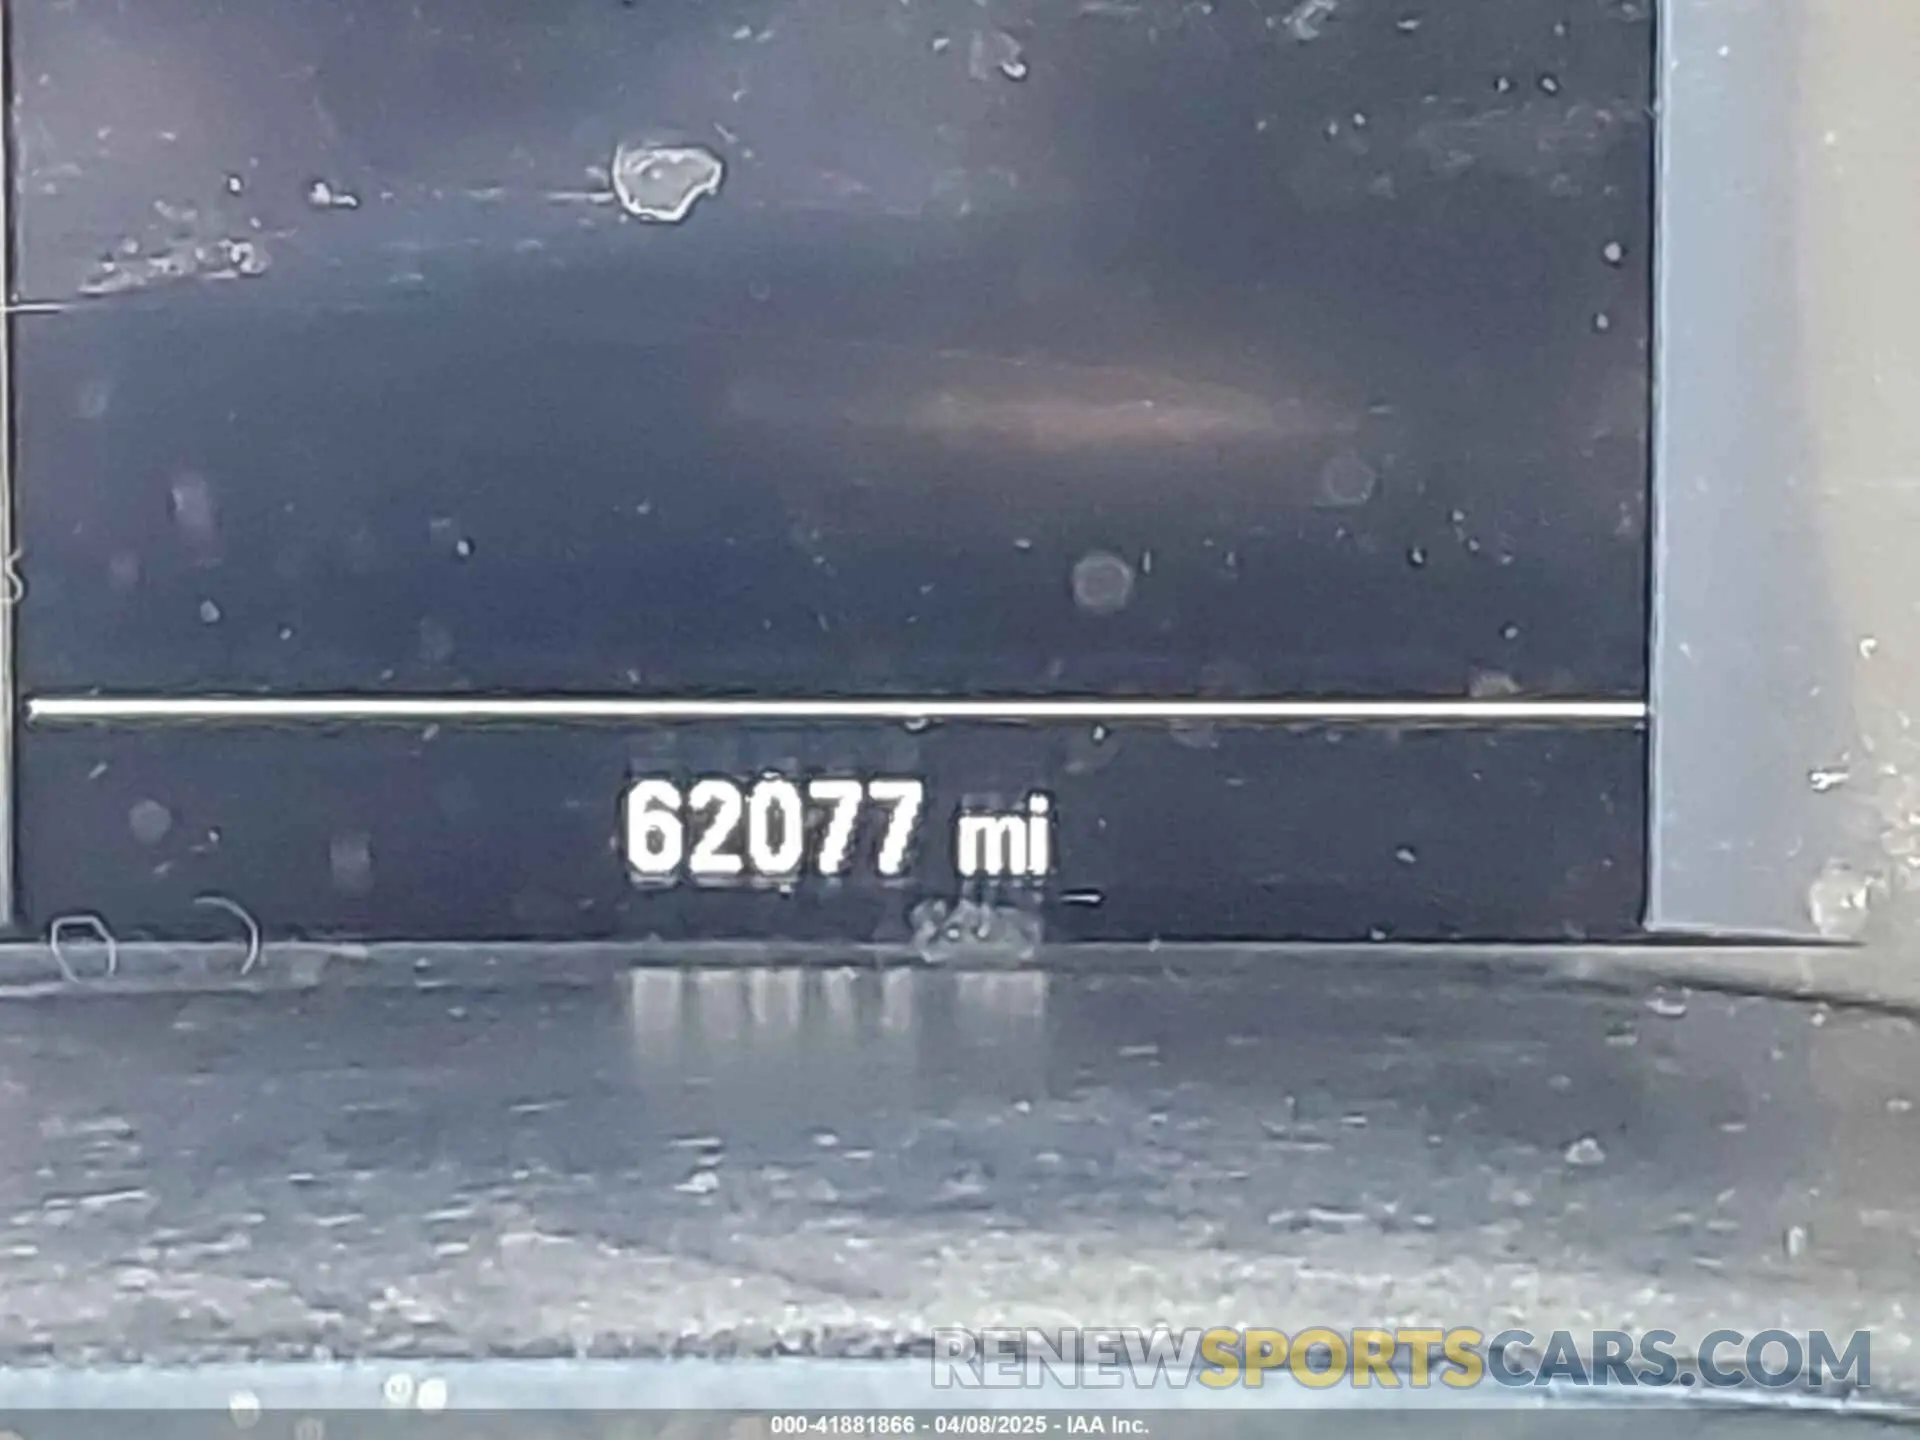 62077 mi
RENEWSPORTSCARS.COM
000-41881866 - 04/08/2025 - IAA Inc.